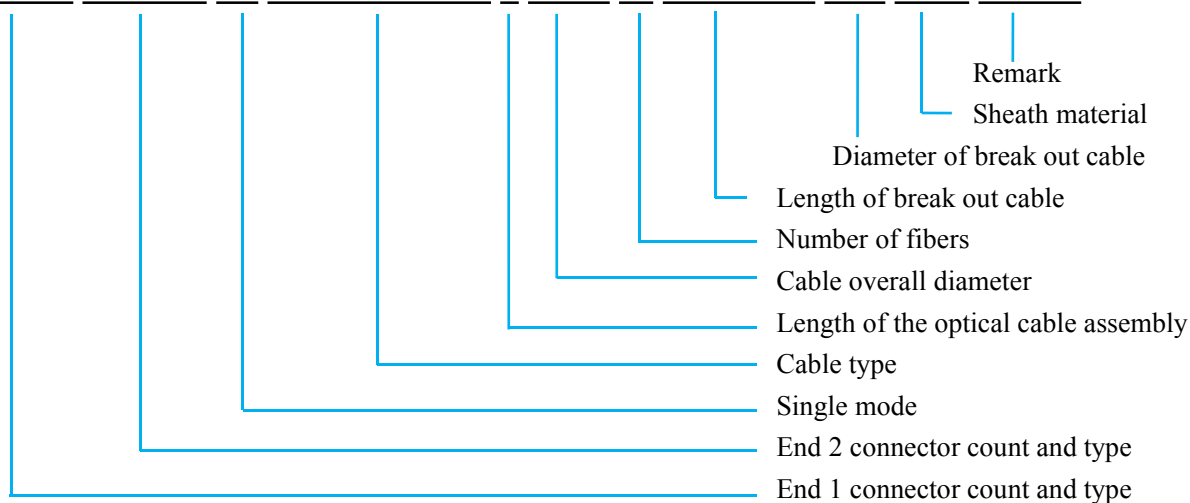 Remark
Sheath material
Diameter of break out cable
Length of break out cable
Number of fibers
Cable overall diameter
Length of the optical cable assembly
Cable type
Single mode
End 2 connector count and type
End 1 connector count and type